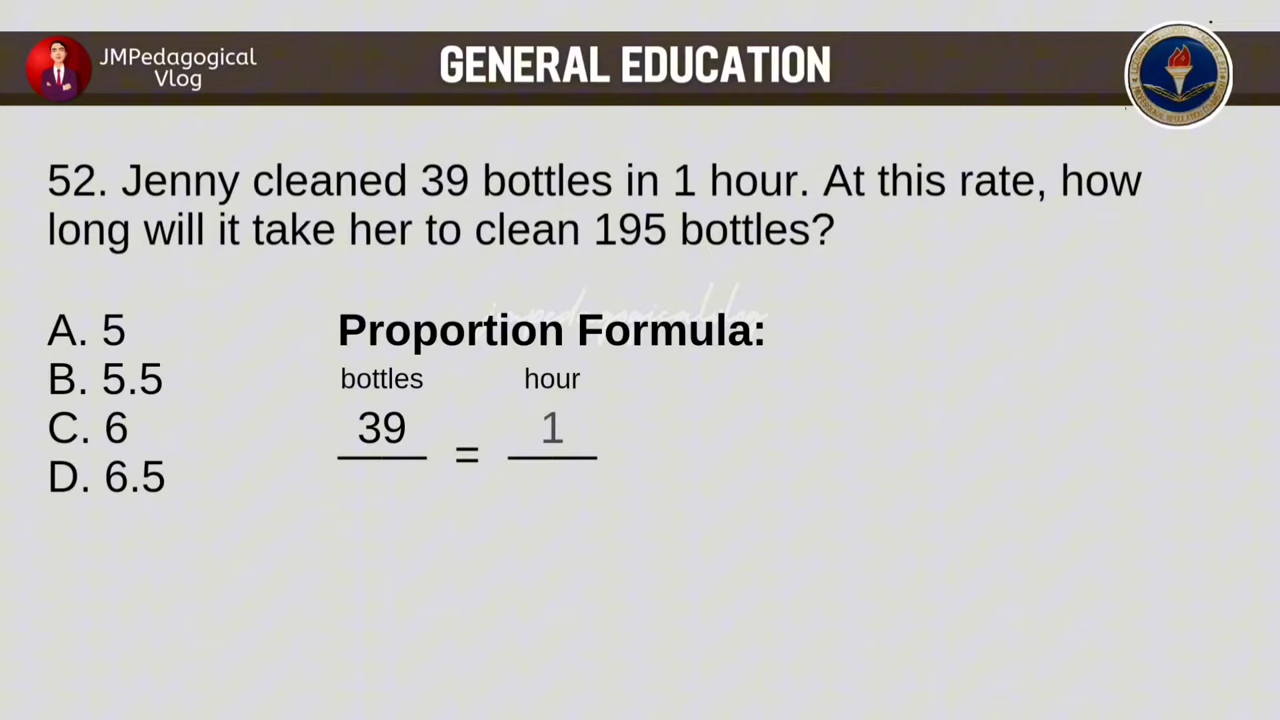 JMPedagogical
Vlog
GENERAL EDUCATION
52. Jenny cleaned 39 bottles in 1 hour. At this rate, how
long will it take her to clean 195 bottles?
A. 5
B. 5.5
C. 6
D. 6.5
Proportion Formula:
bottles hour
39 = 1